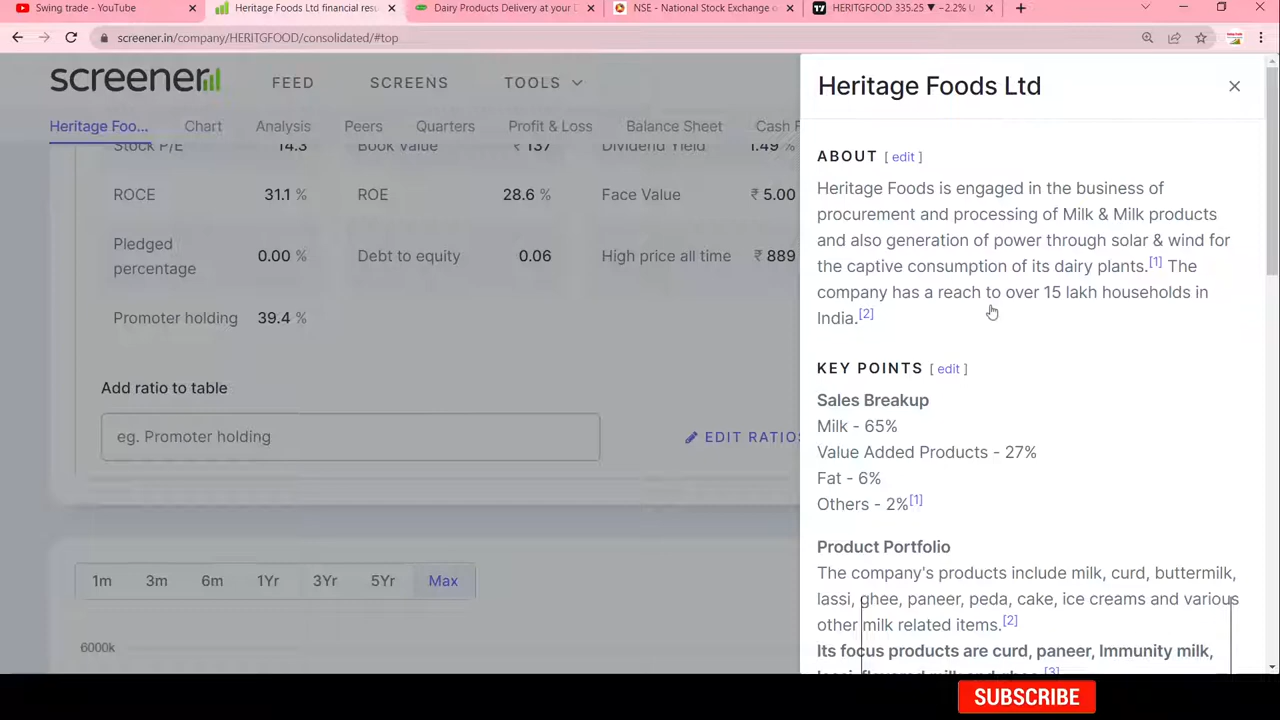 Swing trade - YouTube
Heritage Foods Ltd financial resu
Dairy Products Delivery at your D
NSE - National Stock Exchange o
HERITGFOOD 335.25 ▼ −2.2% U
screener.in/company/HERITGFOOD/consolidated/#top
screener
FEED
SCREENS
TOOLS
Heritage Foo...
Chart
Analysis
Peers
Quarters
Profit & Loss
Balance Sheet
Cash F
Stock P/E 14.3
Book Value ₹ 137
Dividend Yield 1.49 %
ROCE 31.1 %
ROE 28.6 %
Face Value ₹ 5.00
Pledged
percentage 0.00 %
Debt to equity 0.06
High price all time ₹ 889
Promoter holding 39.4 %
Add ratio to table
eg. Promoter holding
EDIT RATIOS
1m 3m 6m 1Yr 3Yr 5Yr Max
6000k
Heritage Foods Ltd
ABOUT [ edit ]
Heritage Foods is engaged in the business of
procurement and processing of Milk & Milk products
and also generation of power through solar & wind for
the captive consumption of its dairy plants.[1] The
company has a reach to over 15 lakh households in
India.[2]
KEY POINTS [ edit ]
Sales Breakup
Milk - 65%
Value Added Products - 27%
Fat - 6%
Others - 2%[1]
Product Portfolio
The company's products include milk, curd, buttermilk,
lassi, ghee, paneer, peda, cake, ice creams and various
other milk related items.[2]
Its focus products are curd, paneer, Immunity milk,
lassi, flavored milk and ghee.[3]
SUBSCRIBE